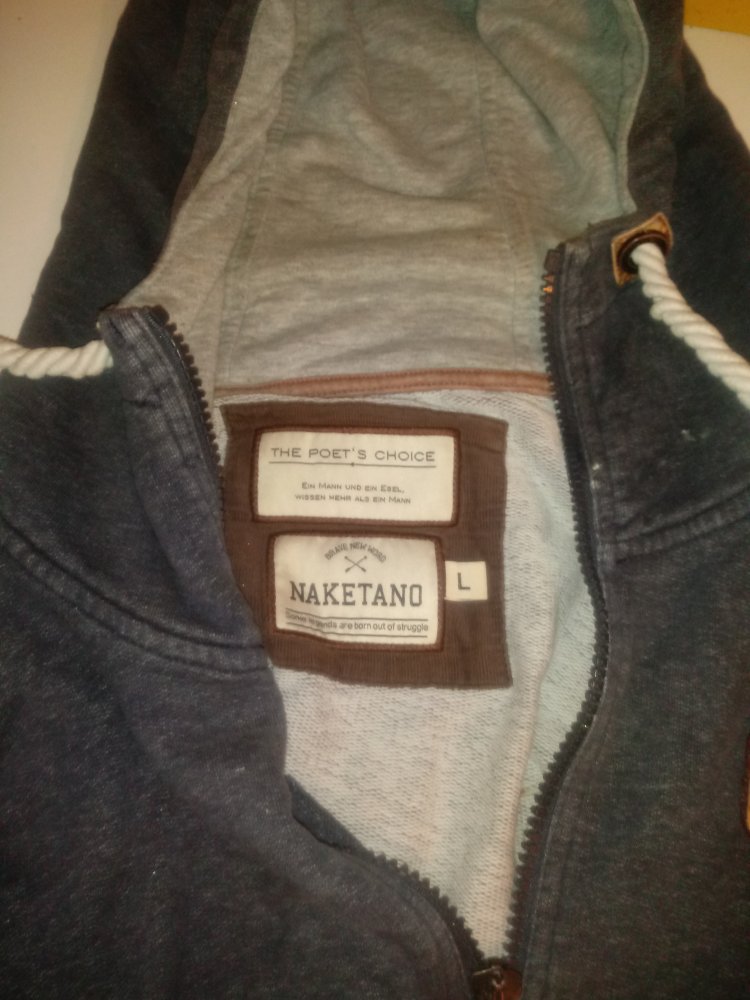 THE POET'S CHOICE
EIN MANN UND EIN ESEL,
WISSEN MEHR ALS EIN MANN
BRAVE NEW WORD
NAKETANO
L
Some legends are born out of struggle